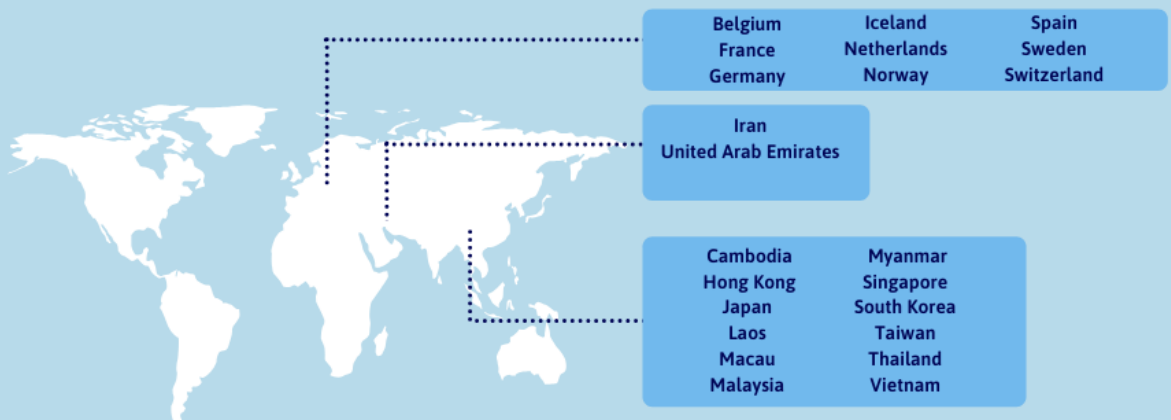 Belgium Iceland Spain
France Netherlands Sweden
Germany Norway Switzerland
Iran
United Arab Emirates
Cambodia Myanmar
Hong Kong Singapore
Japan South Korea
Laos Taiwan
Macau Thailand
Malaysia Vietnam